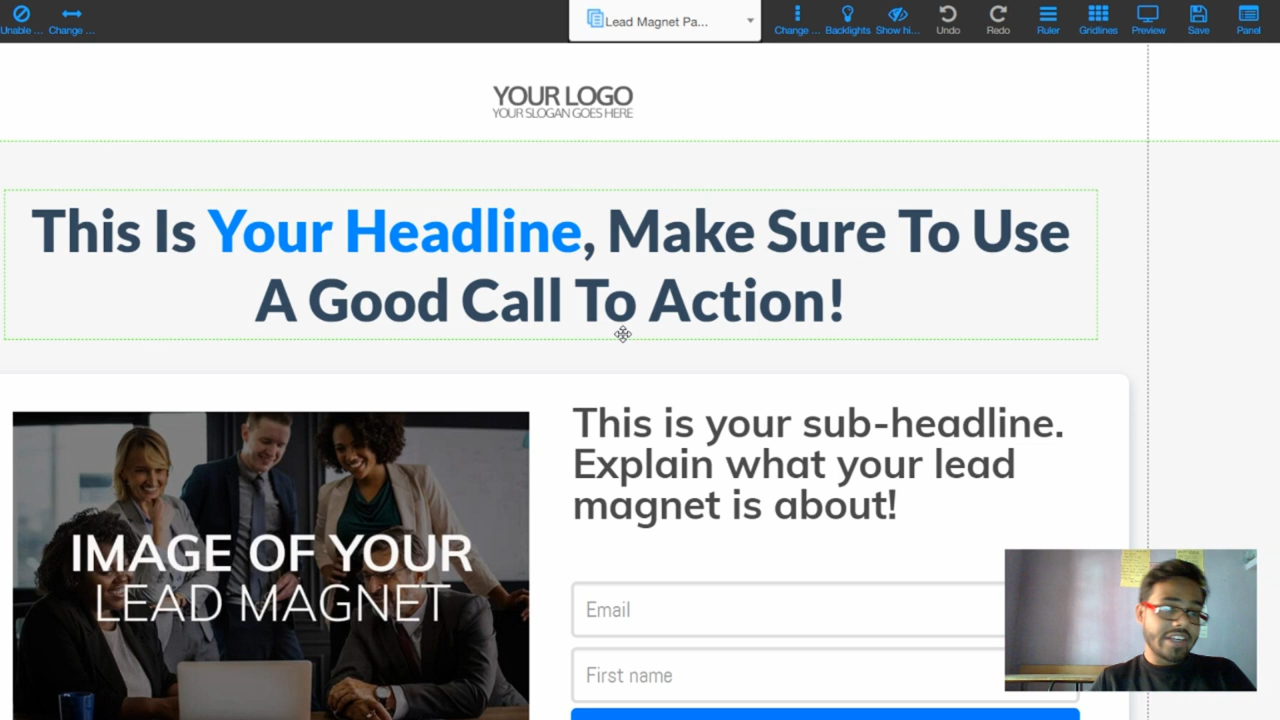 Unable ...
Change ...
Lead Magnet Pa...
Change ...
Backlights
Show hi...
Undo
Redo
Ruler
Gridlines
Preview
Save
Panel
YOUR LOGO
YOUR SLOGAN GOES HERE
This Is Your Headline, Make Sure To Use
A Good Call To Action!
This is your sub-headline.
Explain what your lead
magnet is about!
IMAGE OF YOUR
LEAD MAGNET
Email
First name